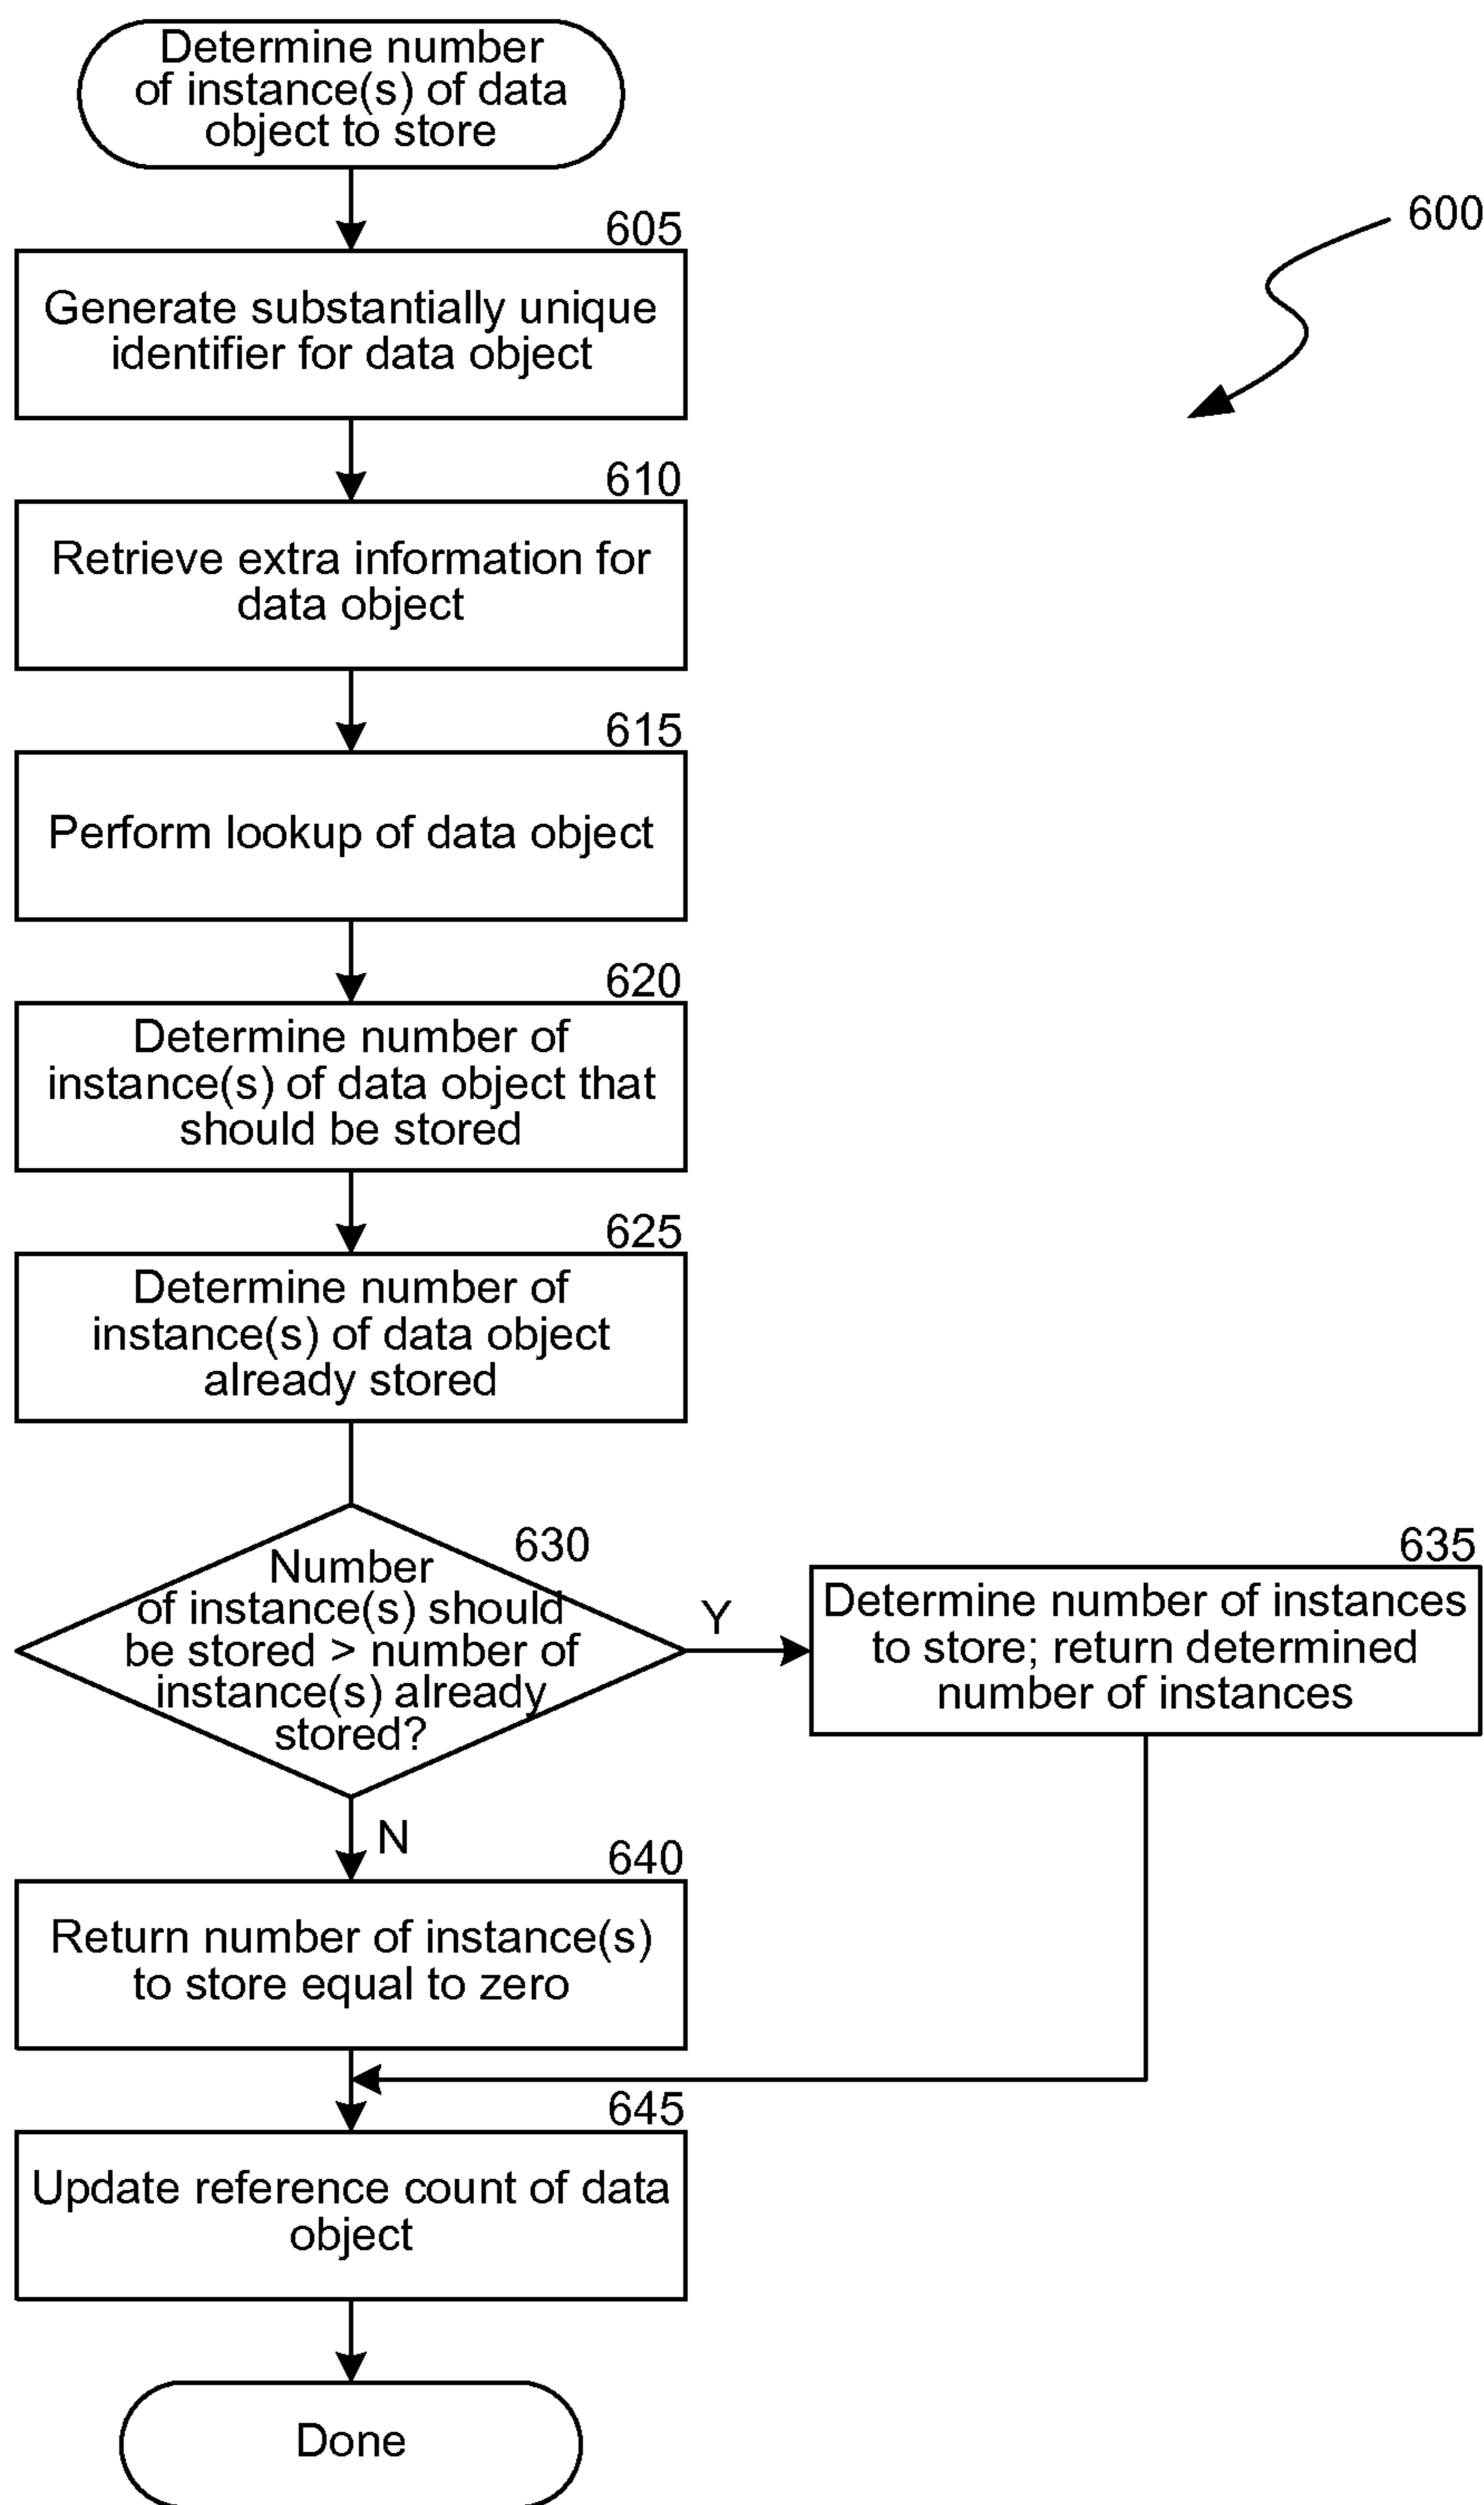 Determine number
of instance(s) of data
object to store
600
605
Generate substantially unique
identifier for data object
610
Retrieve extra information for
data object
615
Perform lookup of data object
620
Determine number of
instance(s) of data object that
should be stored
625
Determine number of
instance(s) of data object
already stored
630
Number
of instance(s) should
be stored > number of
instance(s) already
stored?
Y
635
Determine number of instances
to store; return determined
number of instances
N
640
Return number of instance(s)
to store equal to zero
645
Update reference count of data
object
Done